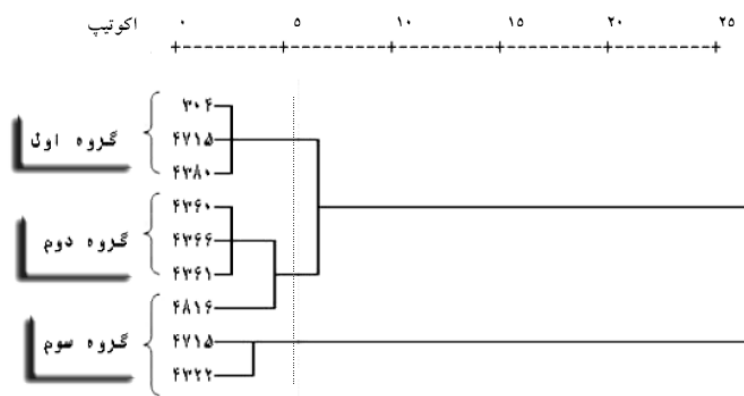 اکوتیپ ۰ ۵ ۱۰ ۱۵ ۲۰ ۲۵
۳۰۴
گروه اول ۴۷۱۵
۴۳۸۰
۴۳۶۰
گروه دوم ۴۳۶۶
۴۳۶۱
۴۸۱۶
گروه سوم ۴۷۱۵
۴۳۲۲